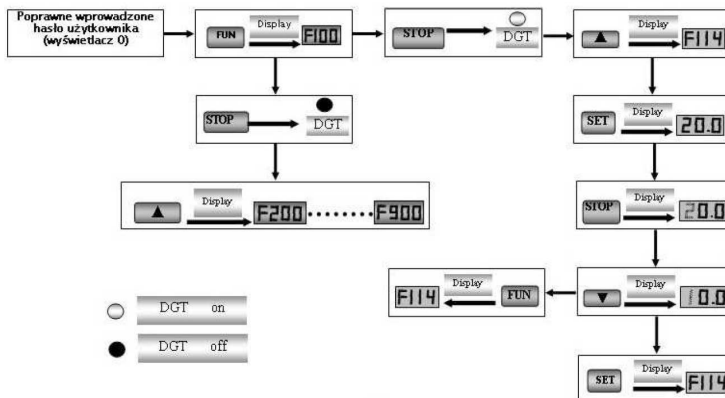 Poprawne wprowadzone
hasło użytkownika
(wyświetlacz 0)
FUN Display F100
STOP DGT
▲ Display F114
STOP DGT
SET Display 20.0
▲ Display F200 ········ F900
STOP Display 20.0
F114 Display FUN
▼ Display 10.0
DGT on
DGT off
SET Display F114